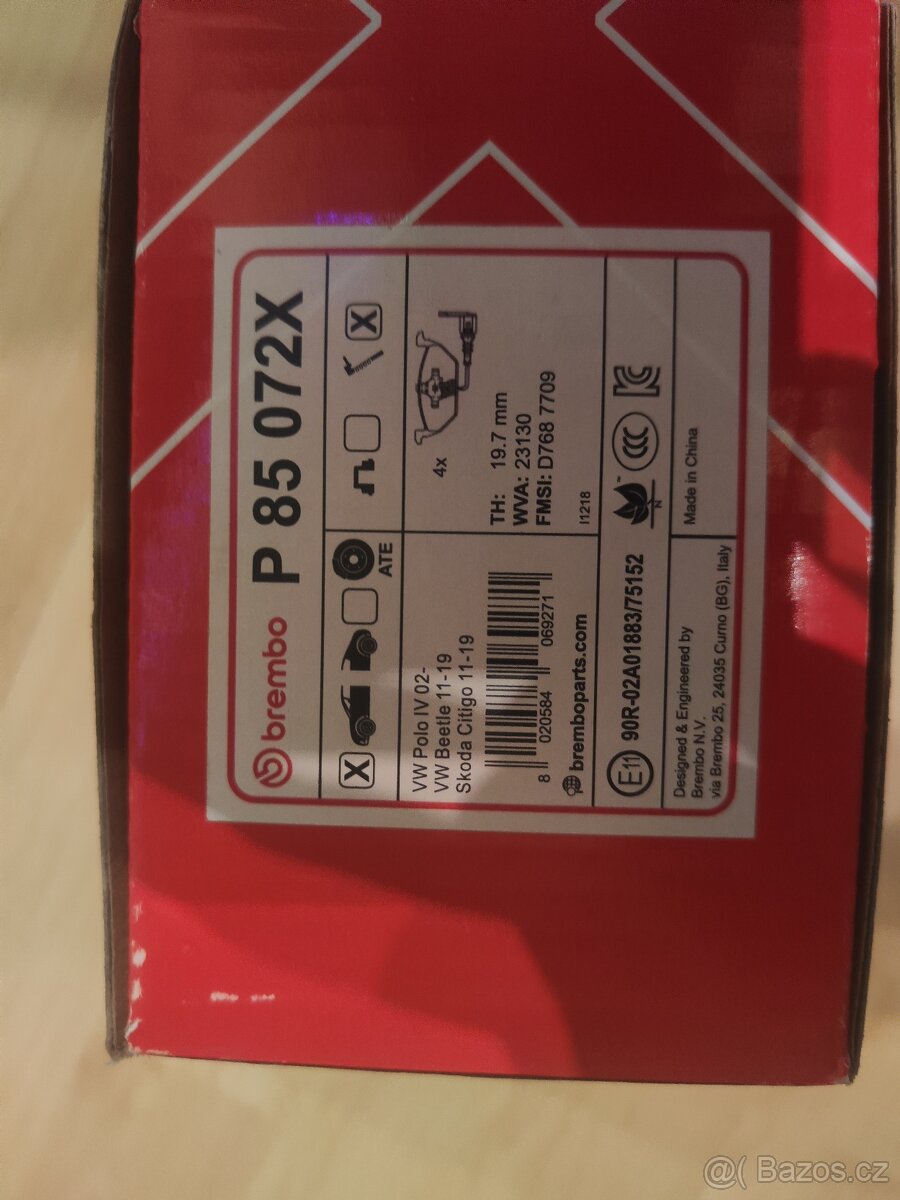 brembo P 85 072X
X
X
ATE
VW Polo IV 02-
VW Beetle 11-19
Skoda Citigo 11-19
8 020584 069271
bremboparts.com
4x
TH: 19.7 mm
WVA: 23130
FMSI: D768 7709
I1218
E11 90R-02A01883/75152
N
CCC
KC
Designed & Engineered by
Brembo N.V.
via Brembo 25, 24035 Curno (BG), Italy
Made in China
@( Bazos.cz